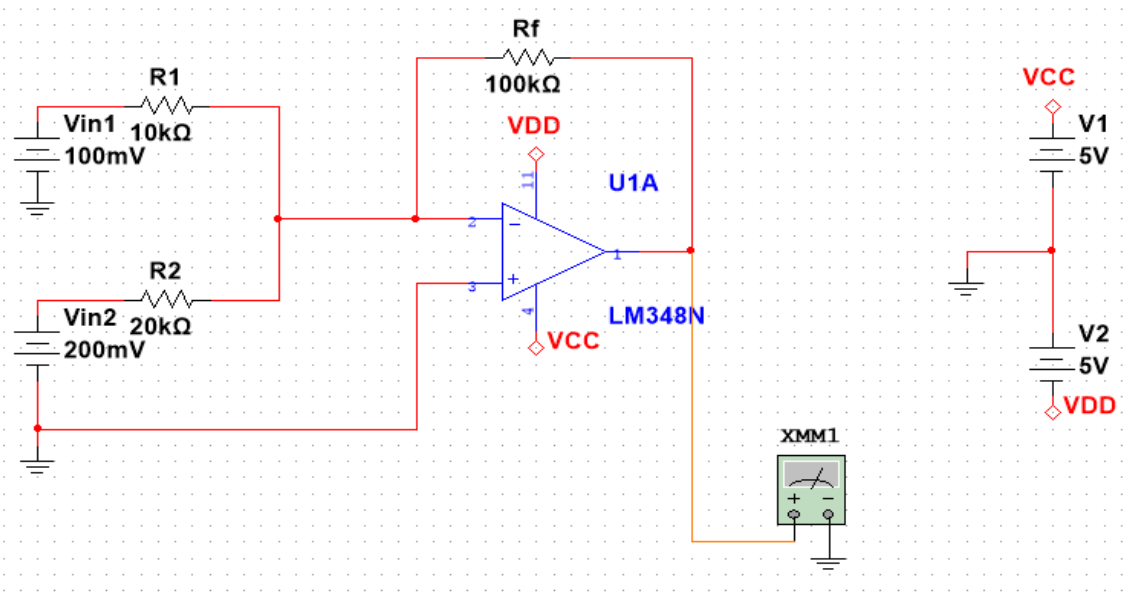 Rf
100kΩ
R1
10kΩ
Vin1
100mV
VDD
11
U1A
2
−
1
3
+
4
LM348N
VCC
R2
20kΩ
Vin2
200mV
VCC
V1
5V
V2
5V
VDD
XMM1
+ −